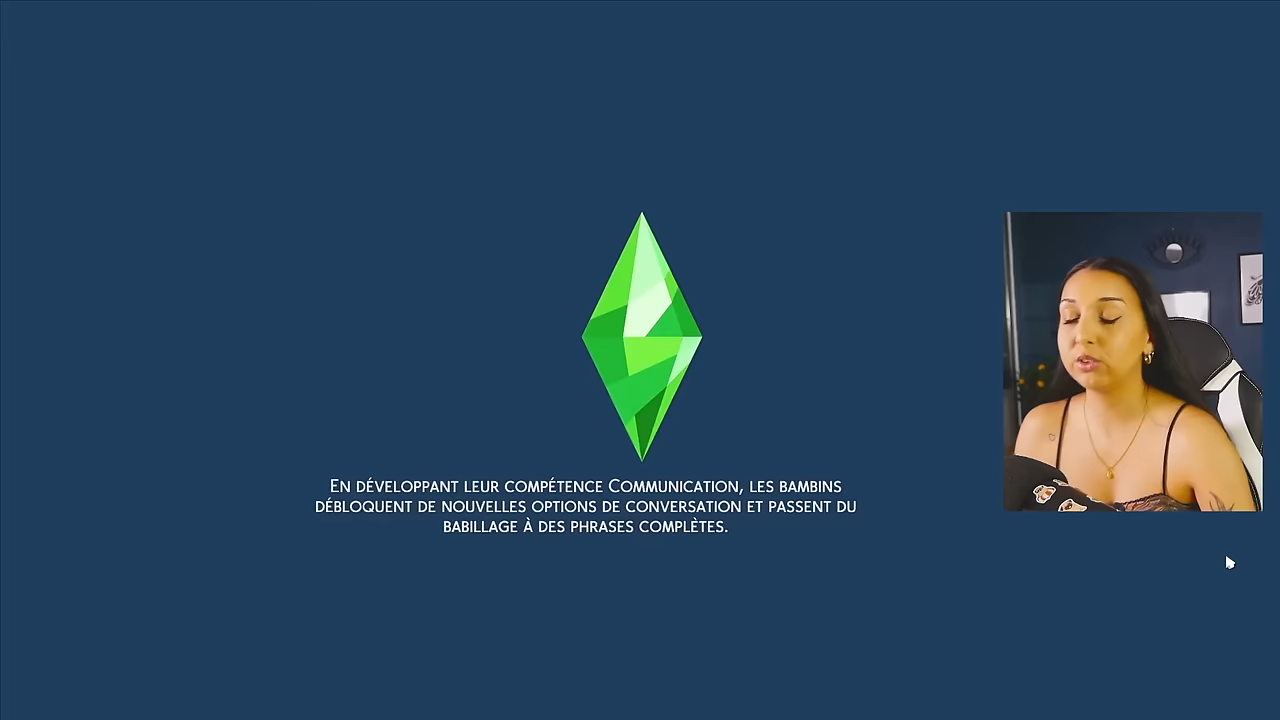 En développant leur compétence Communication, les bambins
débloquent de nouvelles options de conversation et passent du
babillage à des phrases complètes.